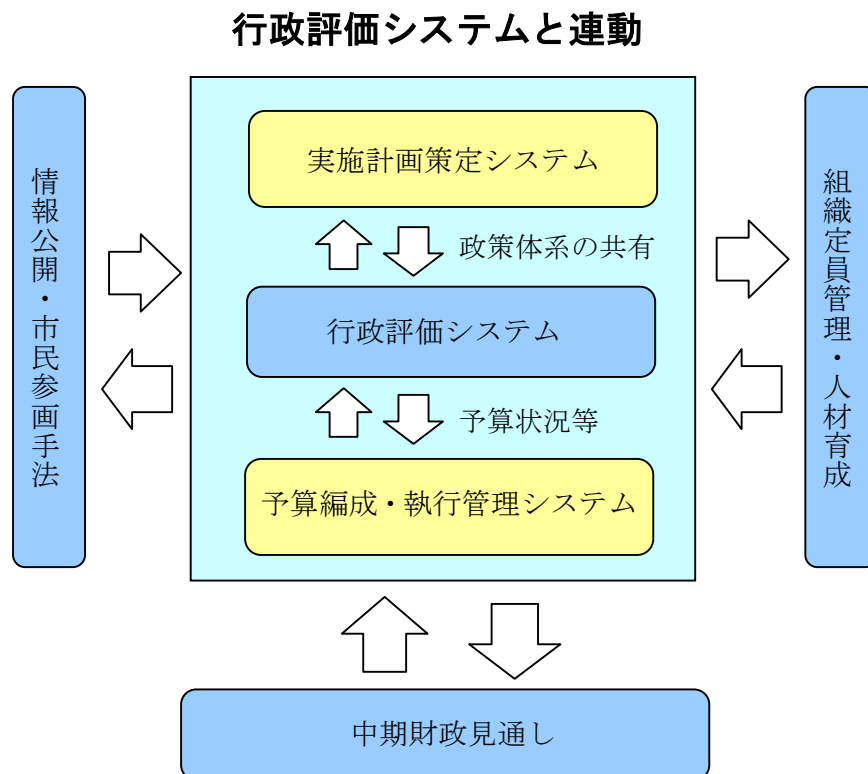 行政評価システムと連動
情報公開・市民参画手法
実施計画策定システム
政策体系の共有
行政評価システム
予算状況等
予算編成・執行管理システム
組織定員管理・人材育成
中期財政見通し